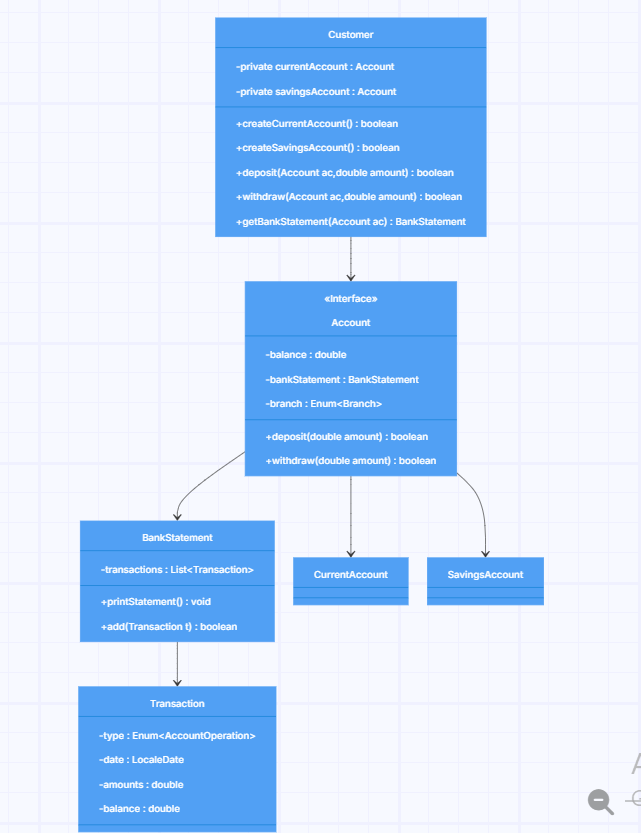 Customer
-private currentAccount : Account
-private savingsAccount : Account
+createCurrentAccount() : boolean
+createSavingsAccount() : boolean
+deposit(Account ac,double amount) : boolean
+withdraw(Account ac,double amount) : boolean
+getBankStatement(Account ac) : BankStatement
«Interface»
Account
-balance : double
-bankStatement : BankStatement
-branch : Enum<Branch>
+deposit(double amount) : boolean
+withdraw(double amount) : boolean
BankStatement
-transactions : List<Transaction>
+printStatement() : void
+add(Transaction t) : boolean
CurrentAccount
SavingsAccount
Transaction
-type : Enum<AccountOperation>
-date : LocaleDate
-amounts : double
-balance : double